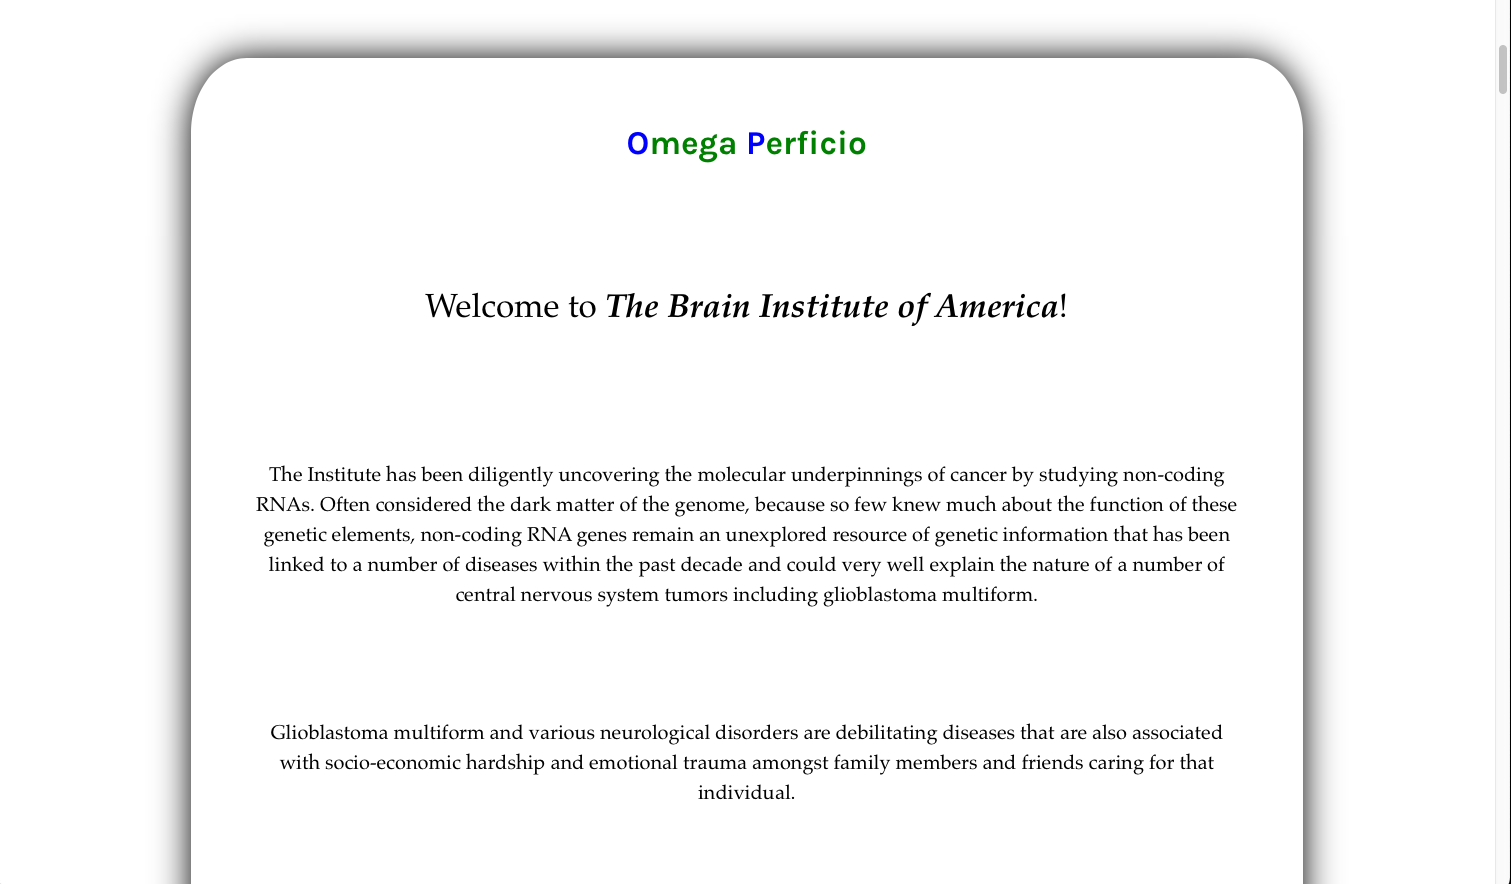 Omega Perficio
Welcome to The Brain Institute of America!
The Institute has been diligently uncovering the molecular underpinnings of cancer by studying non-coding
RNAs. Often considered the dark matter of the genome, because so few knew much about the function of these
genetic elements, non-coding RNA genes remain an unexplored resource of genetic information that has been
linked to a number of diseases within the past decade and could very well explain the nature of a number of
central nervous system tumors including glioblastoma multiform.
Glioblastoma multiform and various neurological disorders are debilitating diseases that are also associated
with socio-economic hardship and emotional trauma amongst family members and friends caring for that
individual.